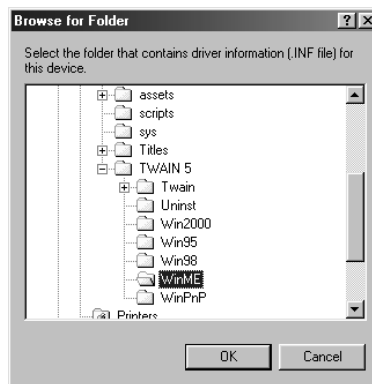 Browse for Folder
Select the folder that contains driver information (.INF file) for
this device.
assets
scripts
sys
Titles
TWAIN 5
Twain
Uninst
Win2000
Win95
Win98
WinME
WinPnP
Printers
OK Cancel